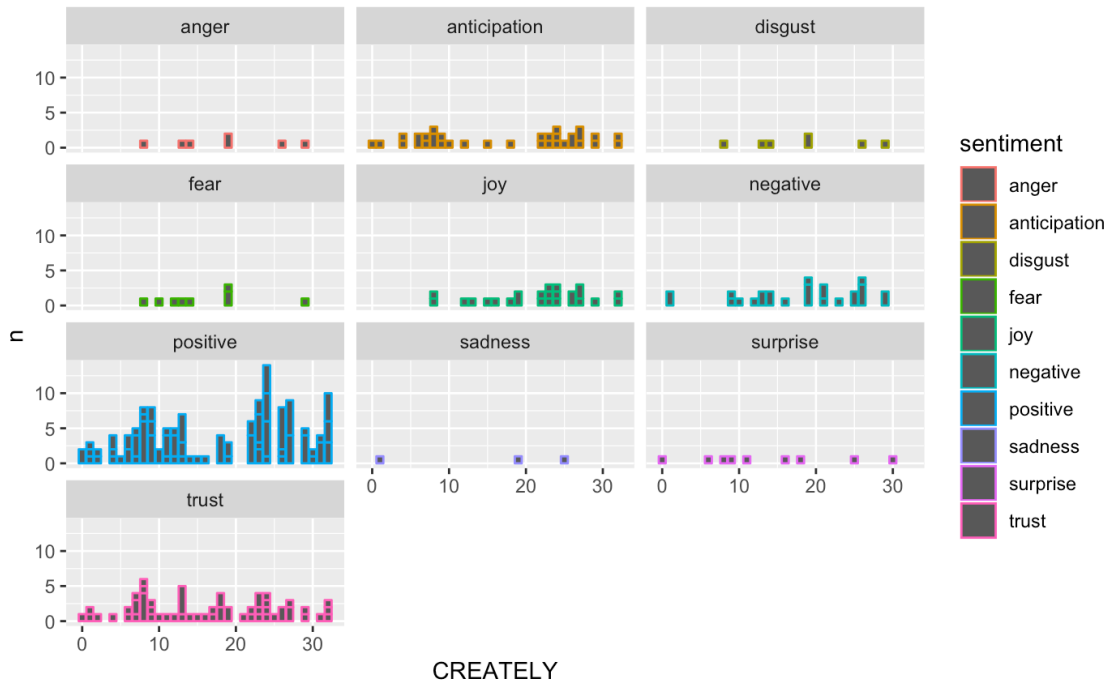 anger anticipation disgust
10
5
0
fear joy negative
10
5
0
positive sadness surprise
10
5
0
0 10 20 30 0 10 20 30
trust
10
5
0
0 10 20 30
n
CREATELY
sentiment
anger
anticipation
disgust
fear
joy
negative
positive
sadness
surprise
trust